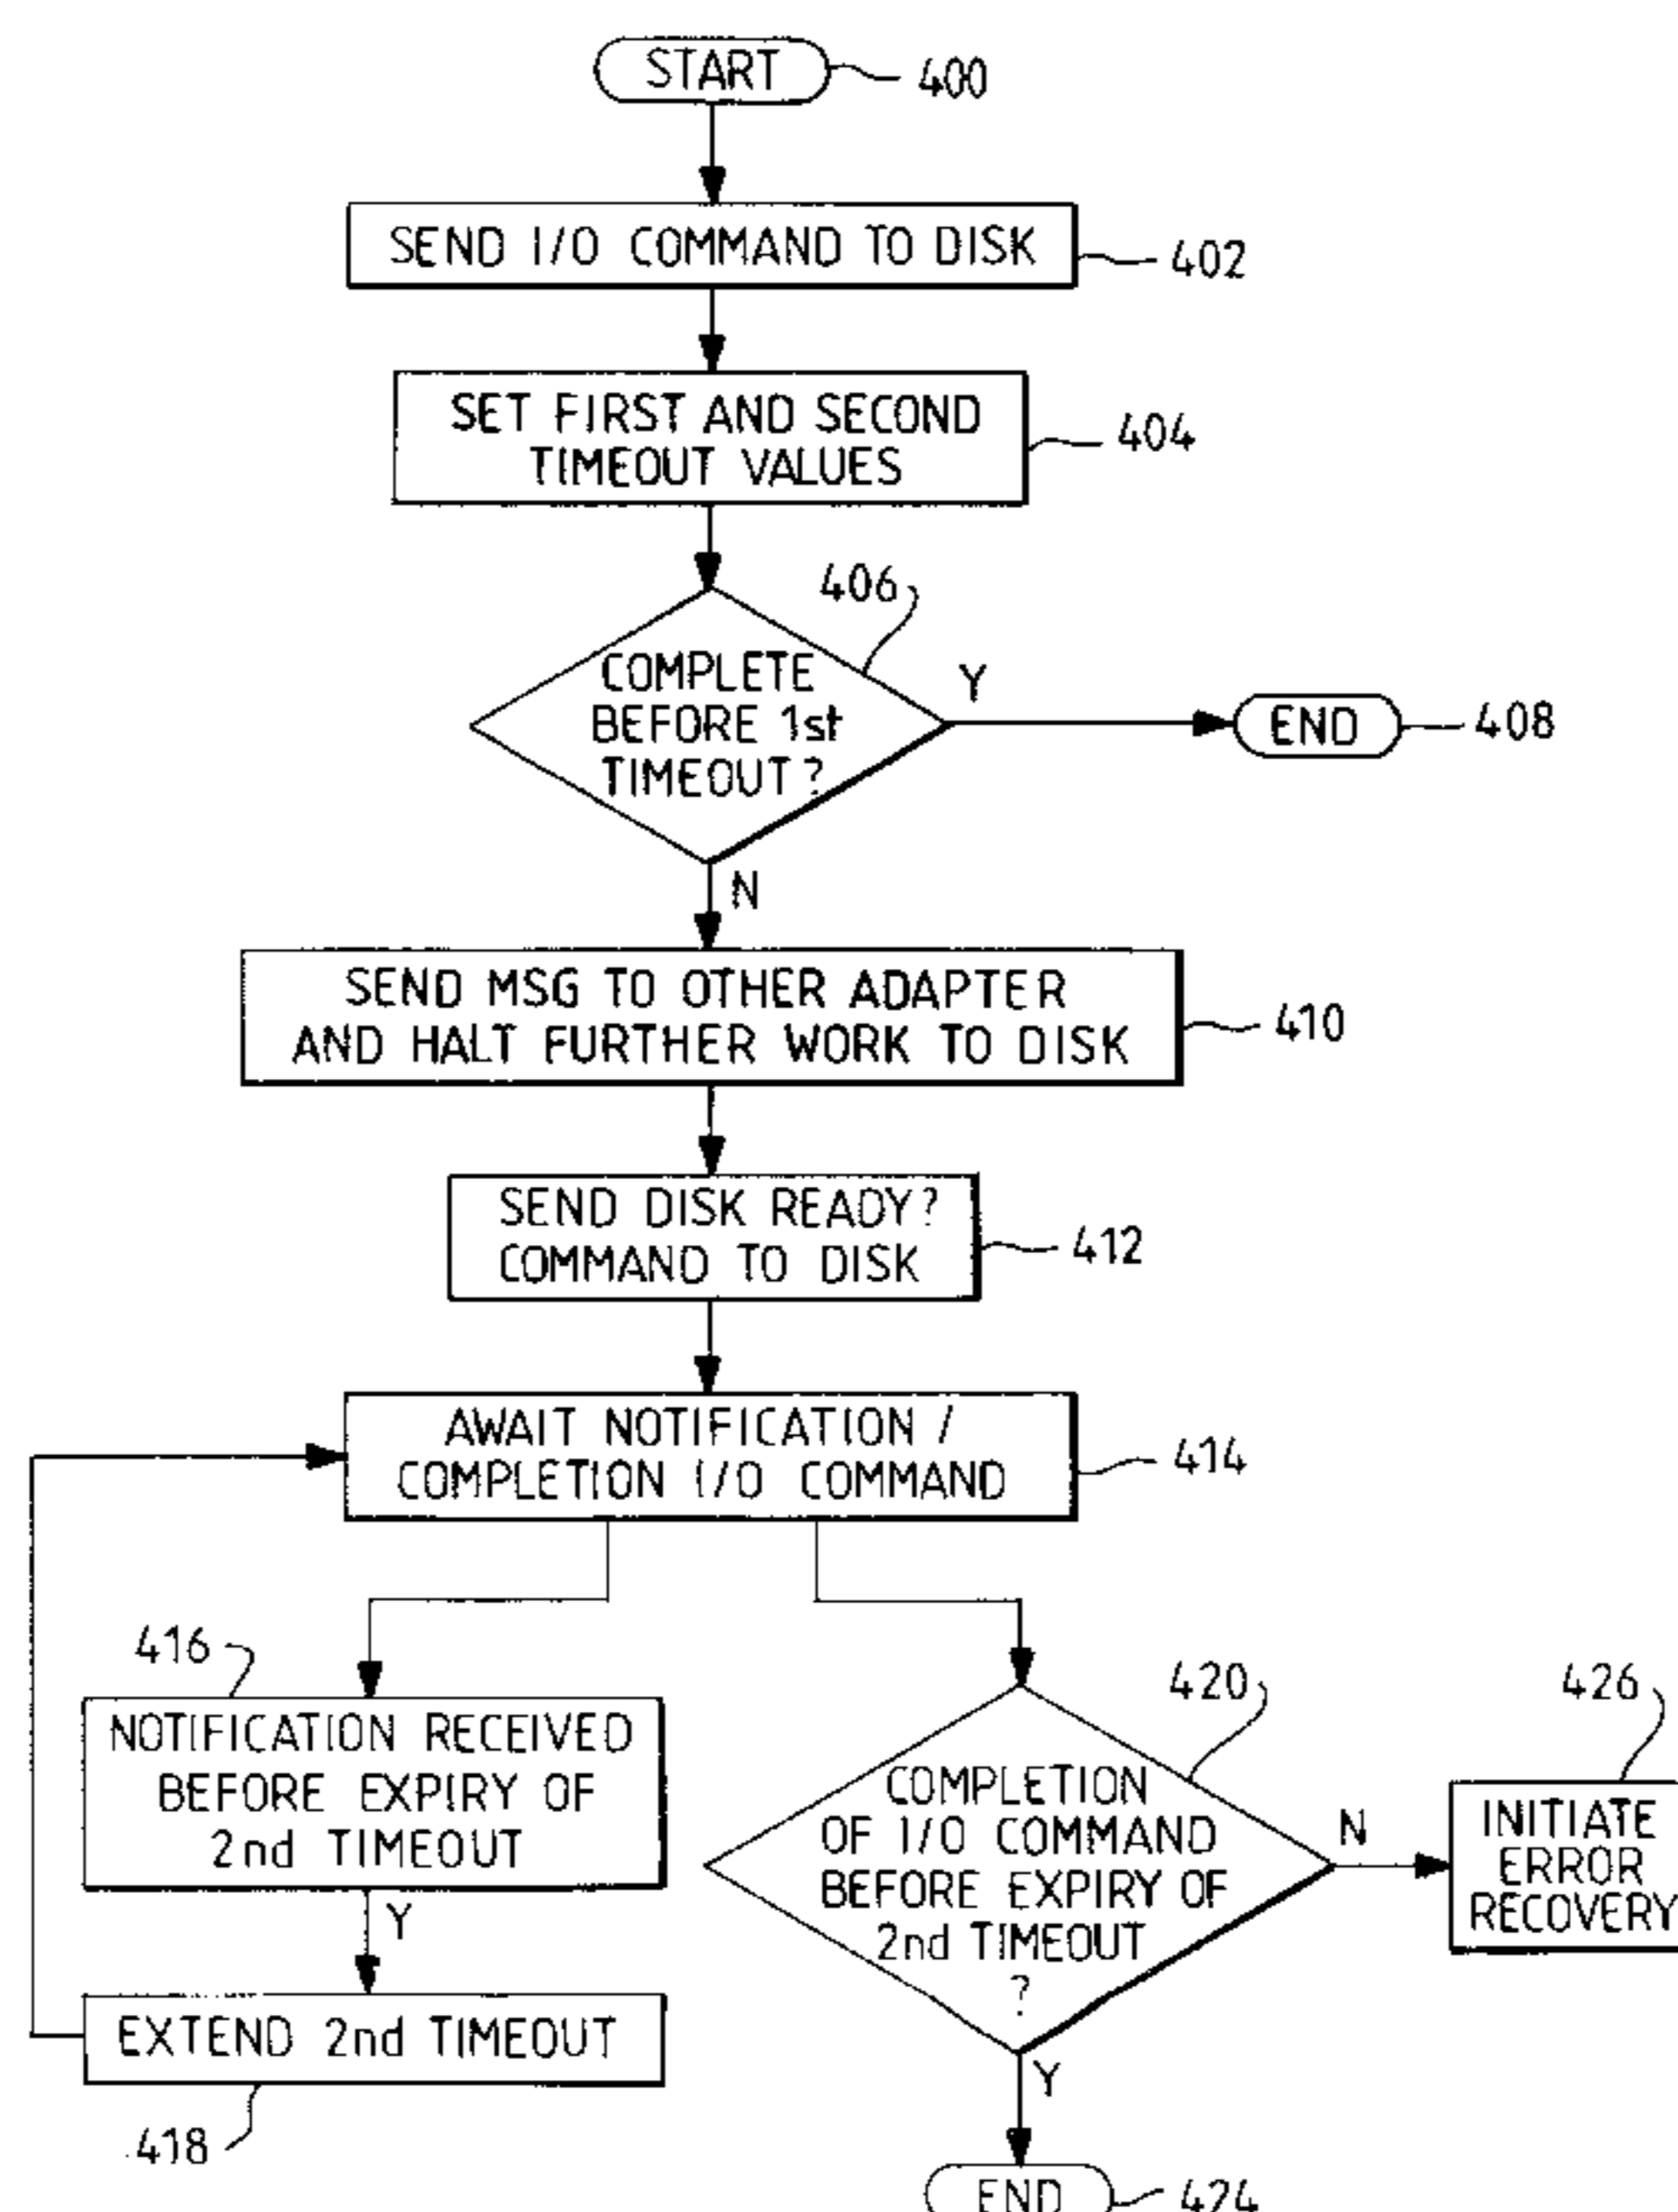 START
400
SEND I/O COMMAND TO DISK
402
SET FIRST AND SECOND
TIMEOUT VALUES
404
406
COMPLETE
BEFORE 1st
TIMEOUT?
Y
END
408
N
SEND MSG TO OTHER ADAPTER
AND HALT FURTHER WORK TO DISK
410
SEND DISK READY?
COMMAND TO DISK
412
AWAIT NOTIFICATION /
COMPLETION I/O COMMAND
414
416
NOTIFICATION RECEIVED
BEFORE EXPIRY OF
2nd TIMEOUT
Y
EXTEND 2nd TIMEOUT
418
420
COMPLETION
OF I/O COMMAND
BEFORE EXPIRY OF
2nd TIMEOUT
?
N
426
INITIATE
ERROR
RECOVERY
Y
END
424